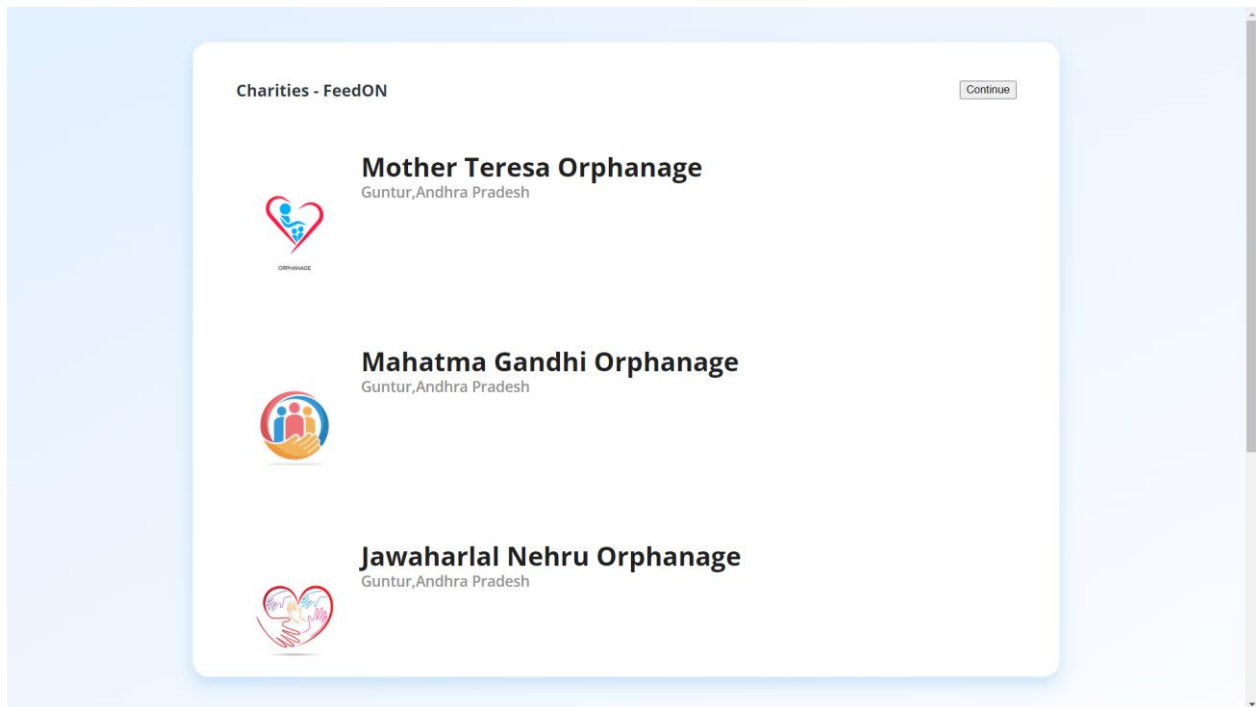 Charities - FeedON
Continue
Mother Teresa Orphanage
Guntur,Andhra Pradesh
ORPHANAGE
Mahatma Gandhi Orphanage
Guntur,Andhra Pradesh
Jawaharlal Nehru Orphanage
Guntur,Andhra Pradesh